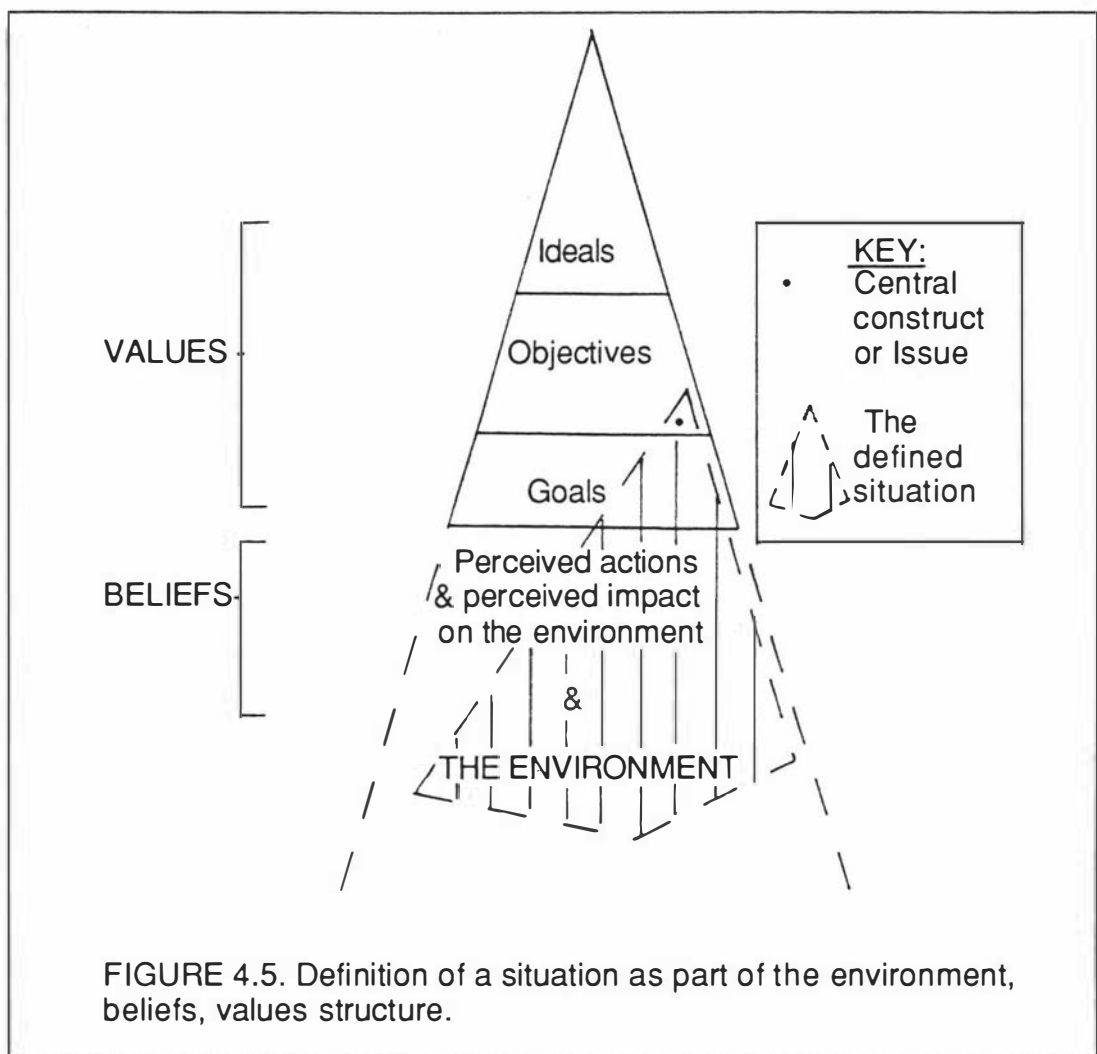 Ideals
VALUES
Objectives
Goals
KEY:
• Central
construct
or Issue
The
defined
situation
BELIEFS
Perceived actions
& perceived impact
on the environment
&
THE ENVIRONMENT
FIGURE 4.5. Definition of a situation as part of the environment,
beliefs, values structure.